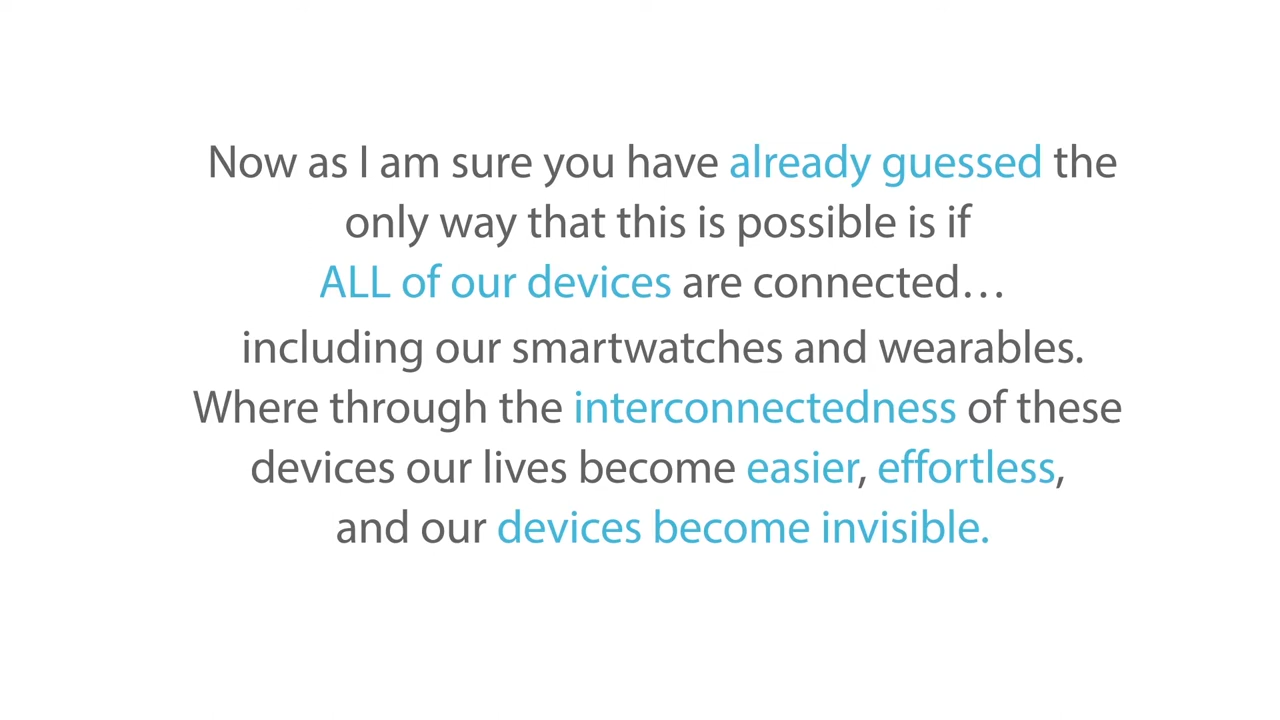 Now as I am sure you have already guessed the
only way that this is possible is if
ALL of our devices are connected…
including our smartwatches and wearables.
Where through the interconnectedness of these
devices our lives become easier, effortless,
and our devices become invisible.